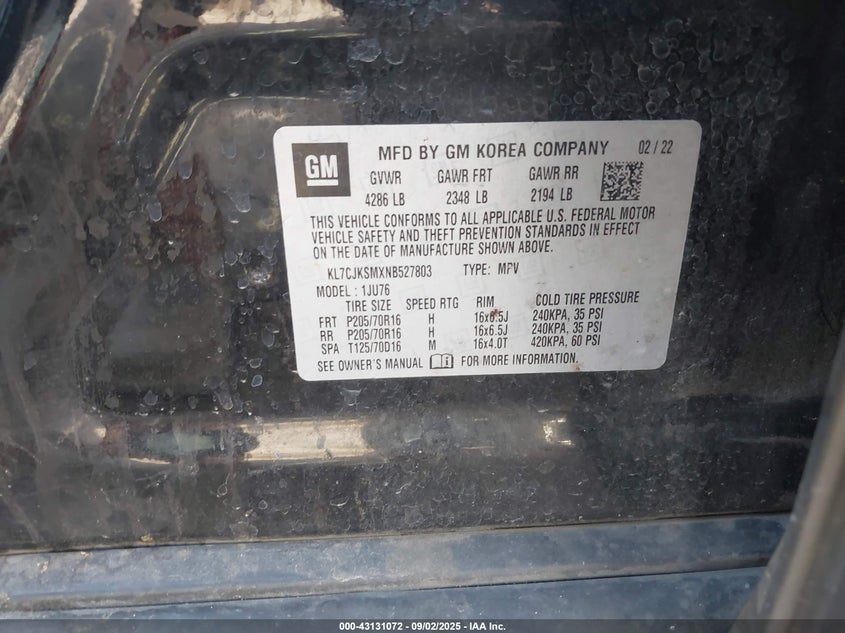 GM MFD BY GM KOREA COMPANY 02 / 22
GVWR GAWR FRT GAWR RR
4286 LB 2348 LB 2194 LB
THIS VEHICLE CONFORMS TO ALL APPLICABLE U.S. FEDERAL MOTOR
VEHICLE SAFETY AND THEFT PREVENTION STANDARDS IN EFFECT
ON THE DATE OF MANUFACTURE SHOWN ABOVE.
KL7CJKSMXNB527803 TYPE: MPV
MODEL : 1JU76
TIRE SIZE SPEED RTG RIM COLD TIRE PRESSURE
FRT P205/70R16 H 16x6.5J 240KPA, 35 PSI
RR P205/70R16 H 16x6.5J 240KPA, 35 PSI
SPA T125/70D16 M 16x4.0T 420KPA, 60 PSI
SEE OWNER'S MANUAL FOR MORE INFORMATION.
000-43131072 - 09/02/2025 - IAA Inc.